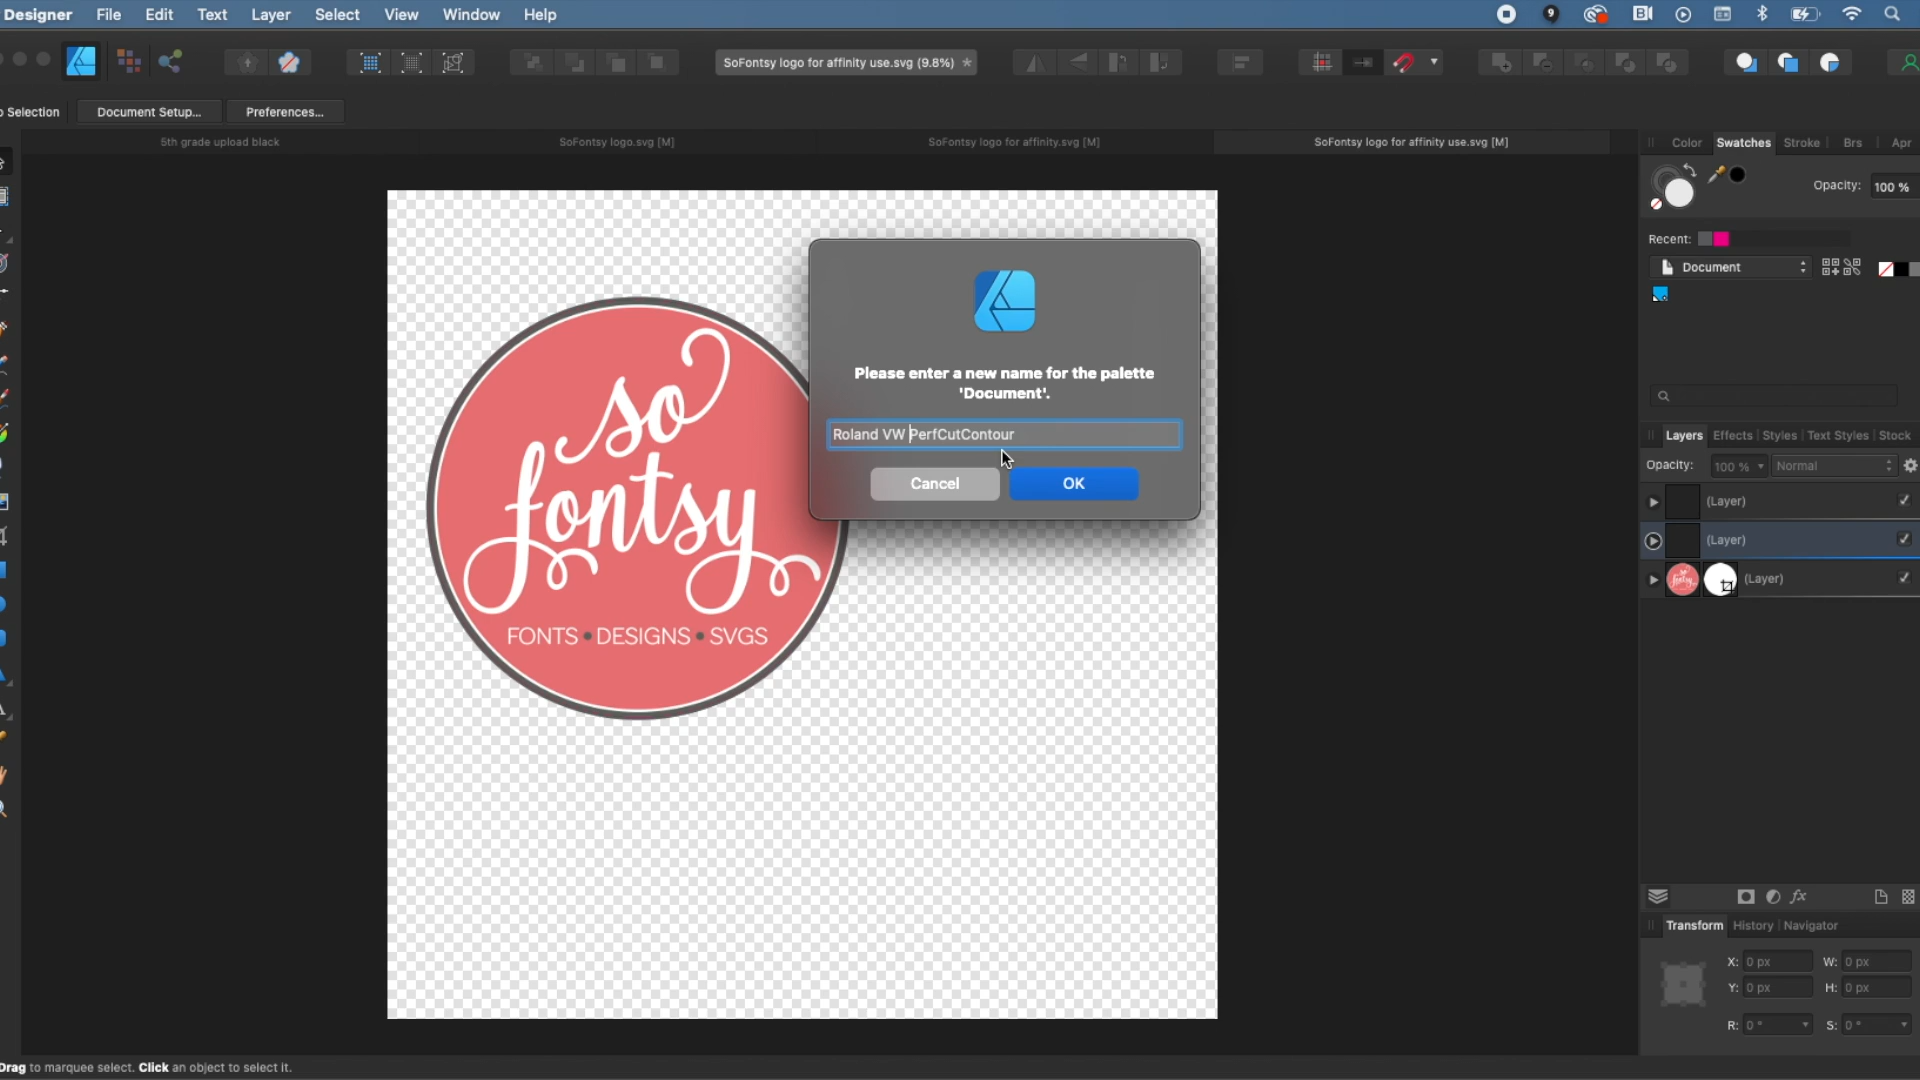 Designer File Edit Text Layer Select View Window Help
9
SoFontsy logo for affinity use.svg (9.8%) *
Selection Document Setup... Preferences...
5th grade upload black SoFontsy logo.svg [M] SoFontsy logo for affinity.svg [M] SoFontsy logo for affinity use.svg [M]
Color Swatches Stroke Brs Apr
Opacity: 100 %
Recent:
Document
so
fontsy
FONTS • DESIGNS • SVGS
Please enter a new name for the palette
'Document'.
Roland VW PerfCutContour
Cancel OK
Layers Effects Styles Text Styles Stock
Opacity: 100 % Normal
(Layer)
(Layer)
(Layer)
fx
Transform History Navigator
X: 0 px W: 0 px
Y: 0 px H: 0 px
R: 0 ° S: 0 °
Drag to marquee select. Click an object to select it.